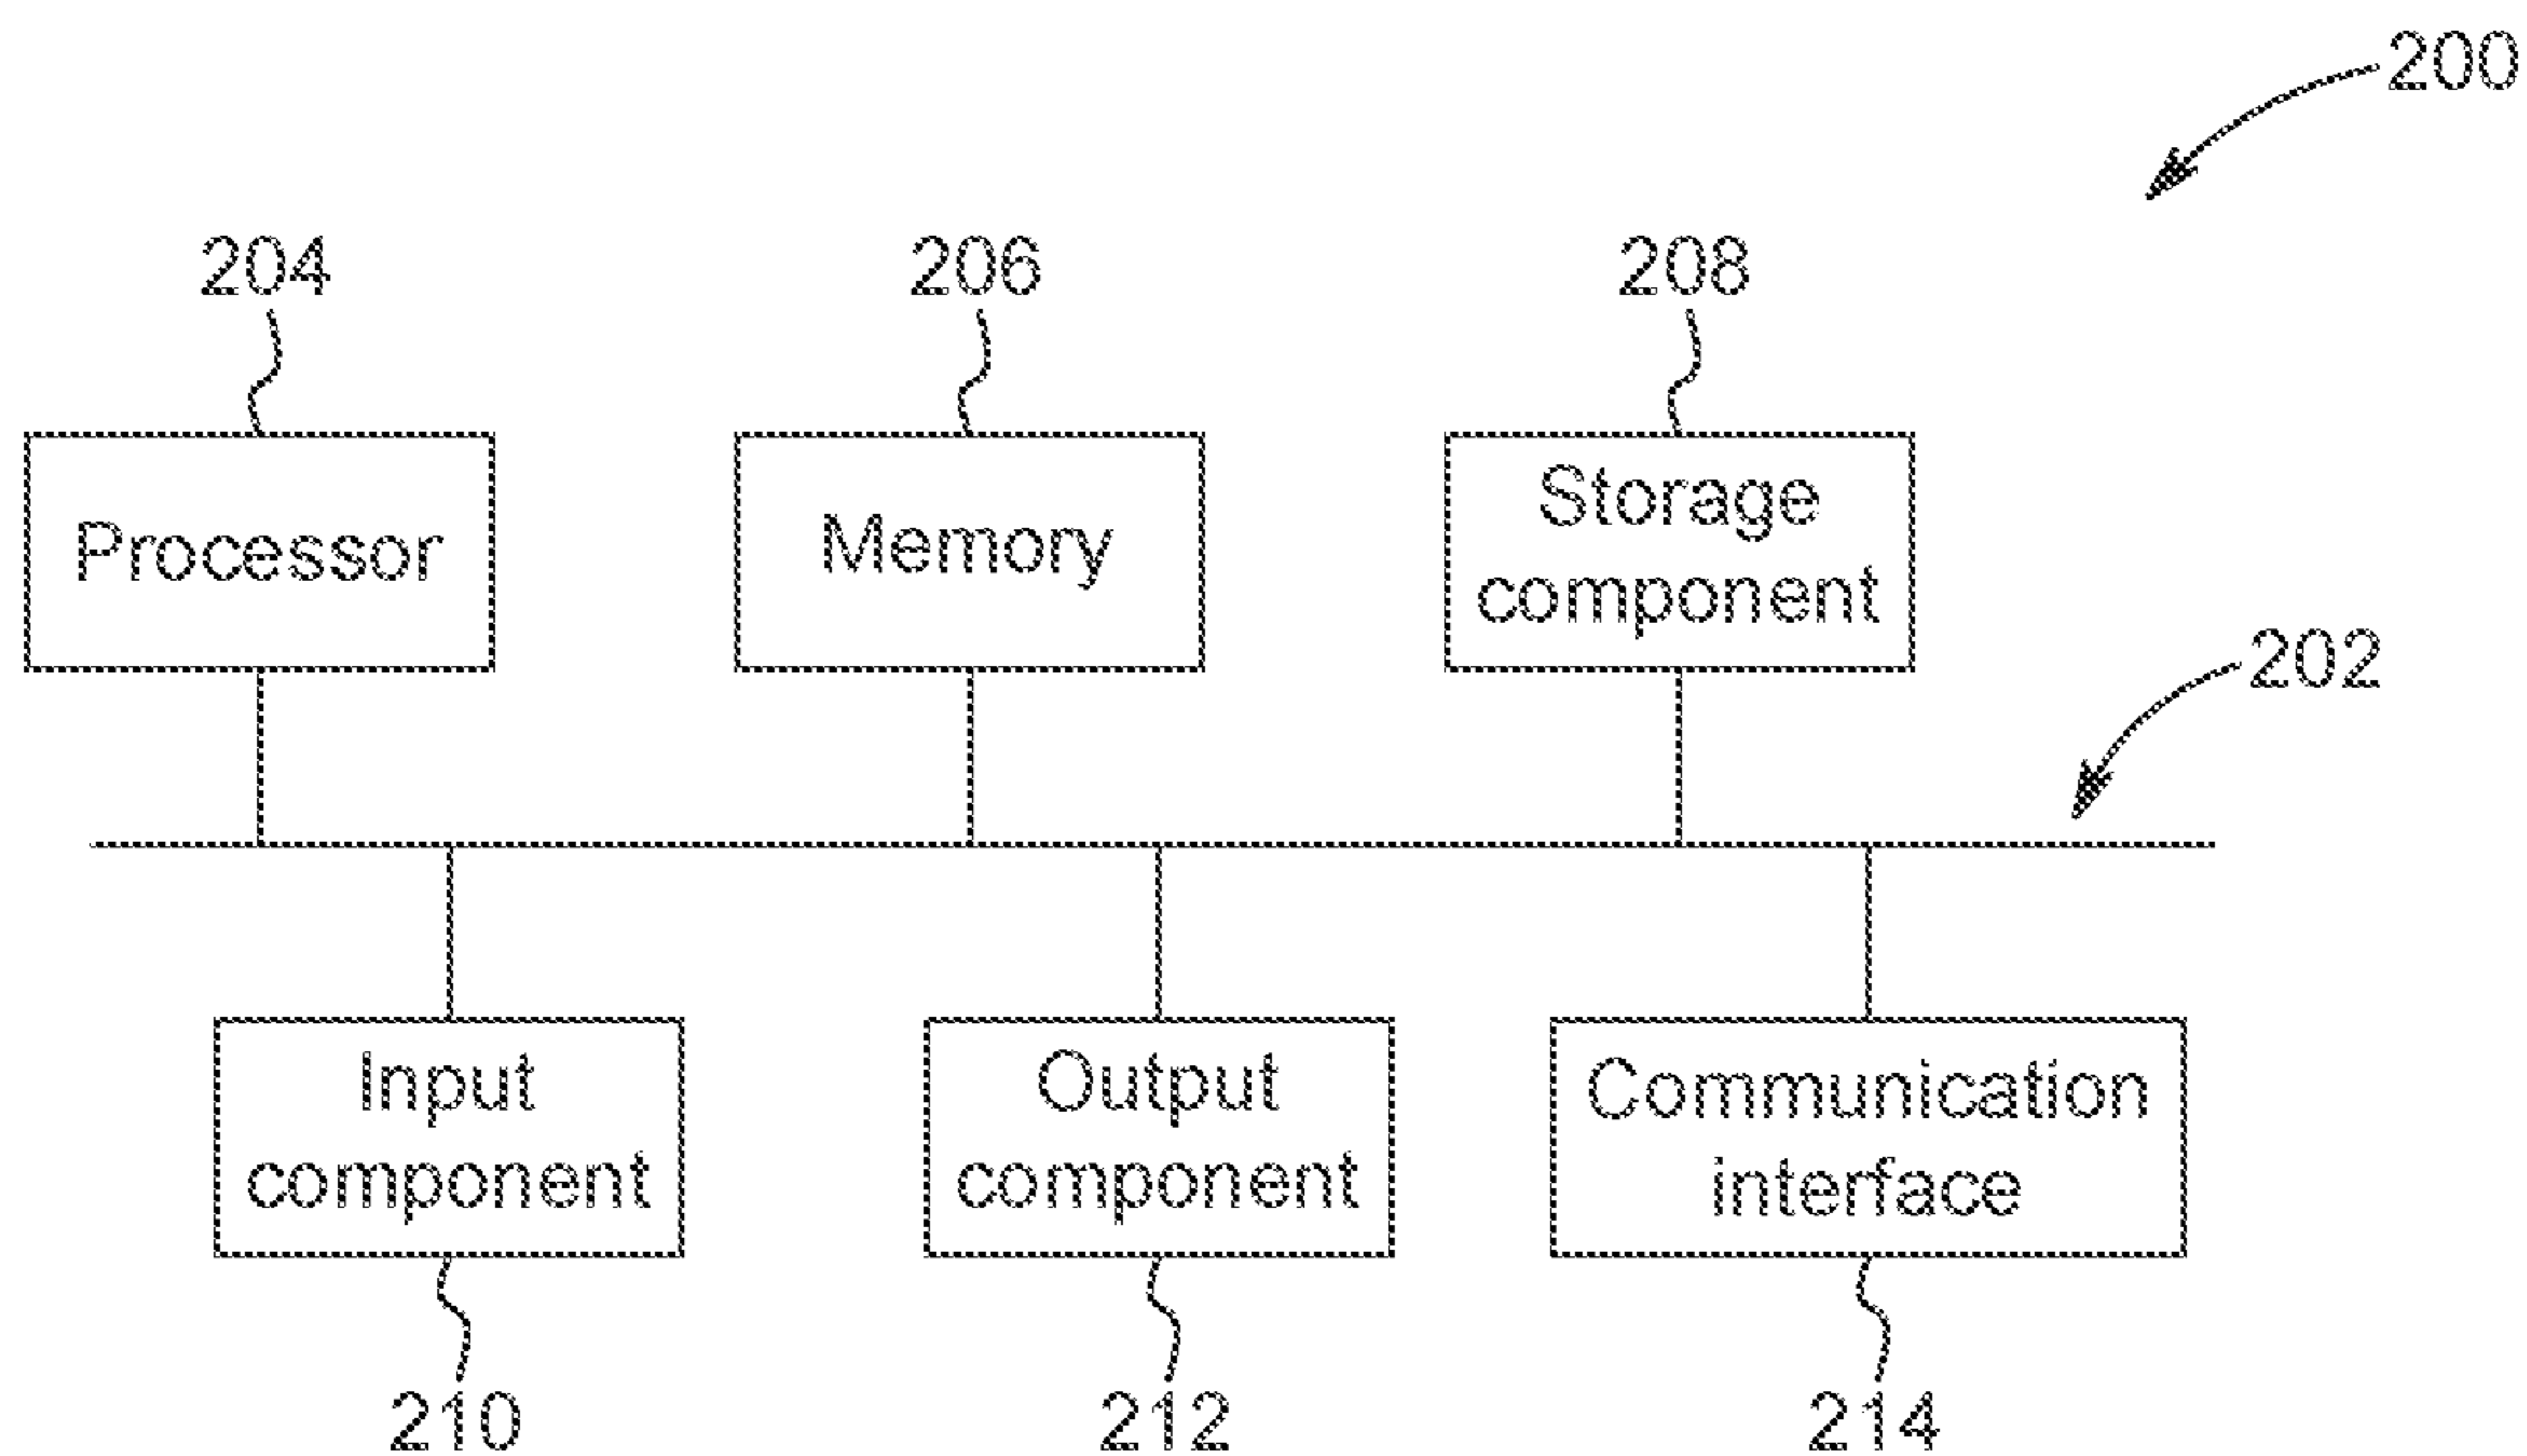 200
204
206
208
Processor
Memory
Storage
component
202
Input
component
Output
component
Communication
interface
210
212
214